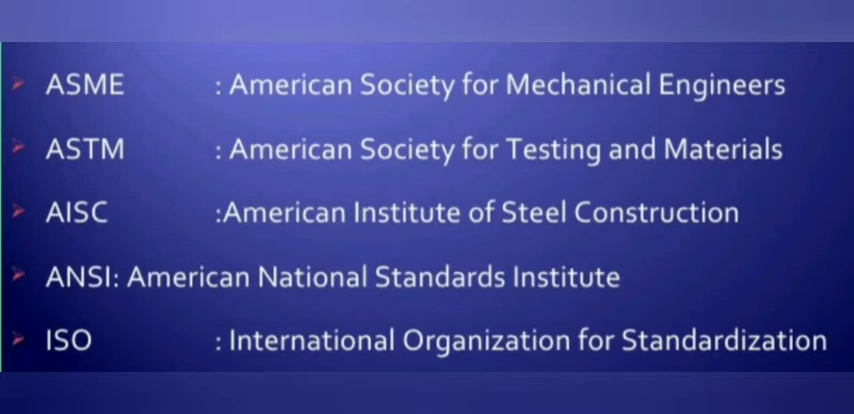 ASME : American Society for Mechanical Engineers
ASTM : American Society for Testing and Materials
AISC :American Institute of Steel Construction
ANSI: American National Standards Institute
ISO : International Organization for Standardization